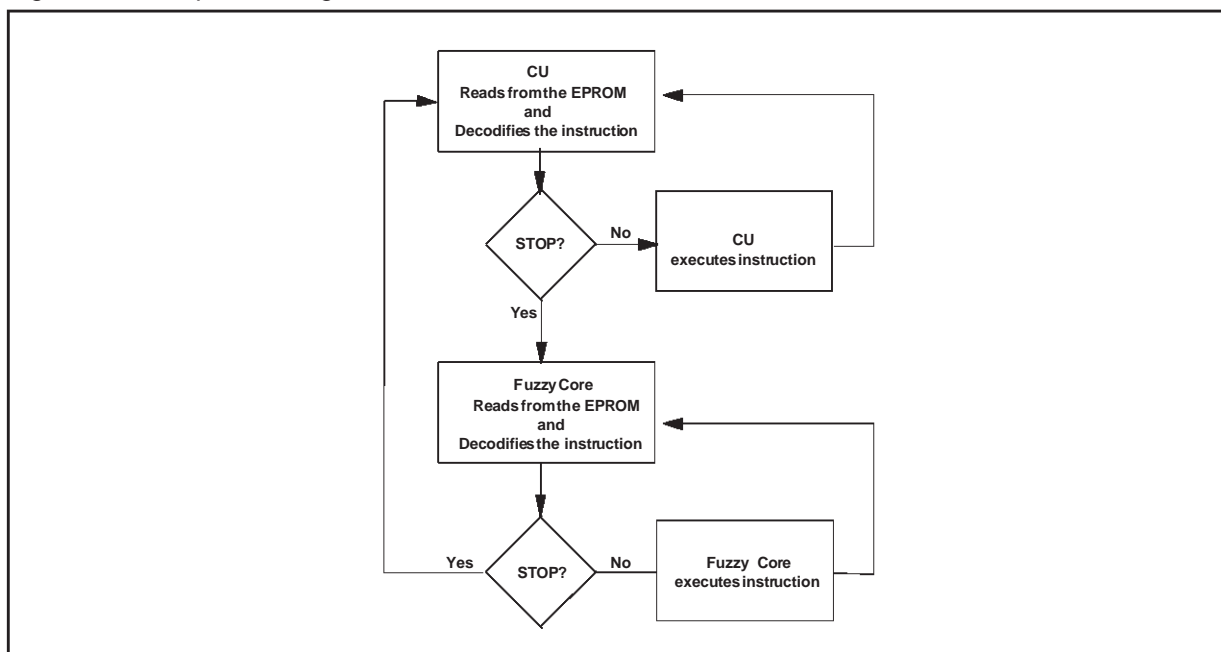 CU
Reads from the EPROM
and
Decodifies the instruction
STOP?
No
CU
executes instruction
Yes
Fuzzy Core
Reads from the EPROM
and
Decodifies the instruction
Yes
STOP?
No
Fuzzy Core
executes instruction